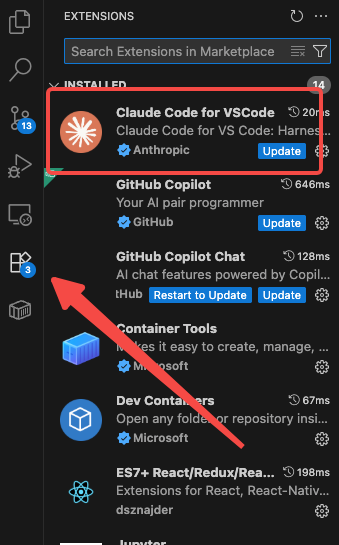 EXTENSIONS
Search Extensions in Marketplace
INSTALLED 14
13
3
Claude Code for VSCode 20ms
Claude Code for VS Code: Harnes...
Anthropic Update
GitHub Copilot 646ms
Your AI pair programmer
GitHub Update
GitHub Copilot Chat 128ms
AI chat features powered by Copil...
tHub Restart to Update Update
Container Tools
Makes it easy to create, manage, ...
Microsoft
Dev Containers 67ms
Open any folder or repository insi...
Microsoft
ES7+ React/Redux/Rea... 198ms
Extensions for React, React-Nativ...
dsznajder
Jupyter